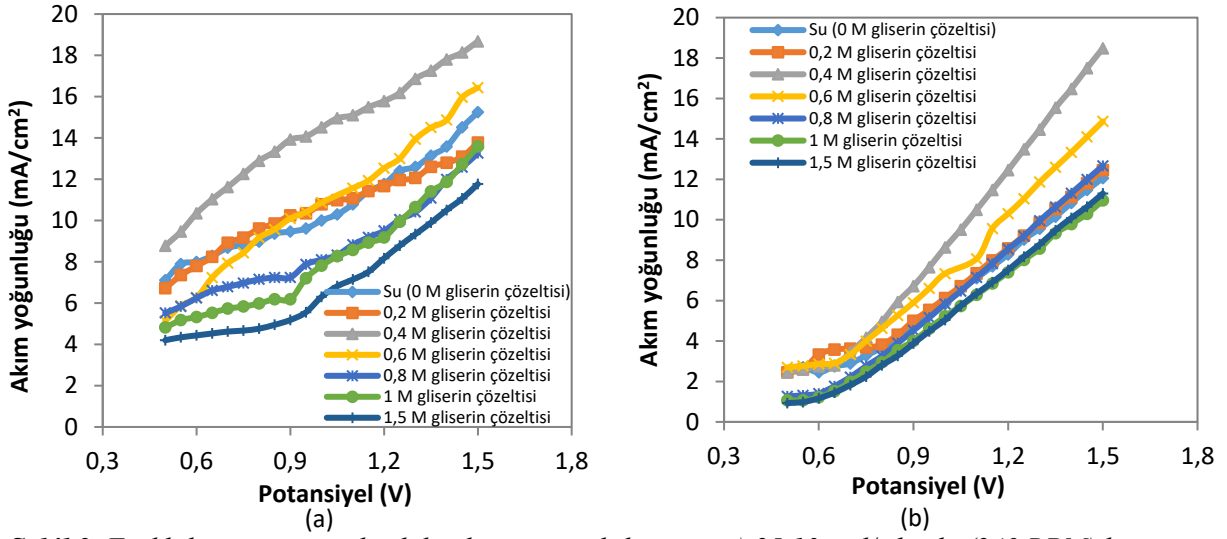 20
18
16
14
12
10
8
6
4
2
0
0,3
0,6
0,9
1,2
1,5
1,8
Akım yoğunluğu (mA/cm2)
Potansiyel (V)
Su (0 M gliserin çözeltisi)
0,2 M gliserin çözeltisi
0,4 M gliserin çözeltisi
0,6 M gliserin çözeltisi
0,8 M gliserin çözeltisi
1 M gliserin çözeltisi
1,5 M gliserin çözeltisi
(a)
20
18
16
14
12
10
8
6
4
2
0
0,3
0,6
0,9
1,2
1,5
1,8
Akım yoğunluğu (mA/cm2)
Potansiyel (V)
Su (0 M gliserin çözeltisi)
0,2 M gliserin çözeltisi
0,4 M gliserin çözeltisi
0,6 M gliserin çözeltisi
0,8 M gliserin çözeltisi
1 M gliserin çözeltisi
1,5 M gliserin çözeltisi
(b)